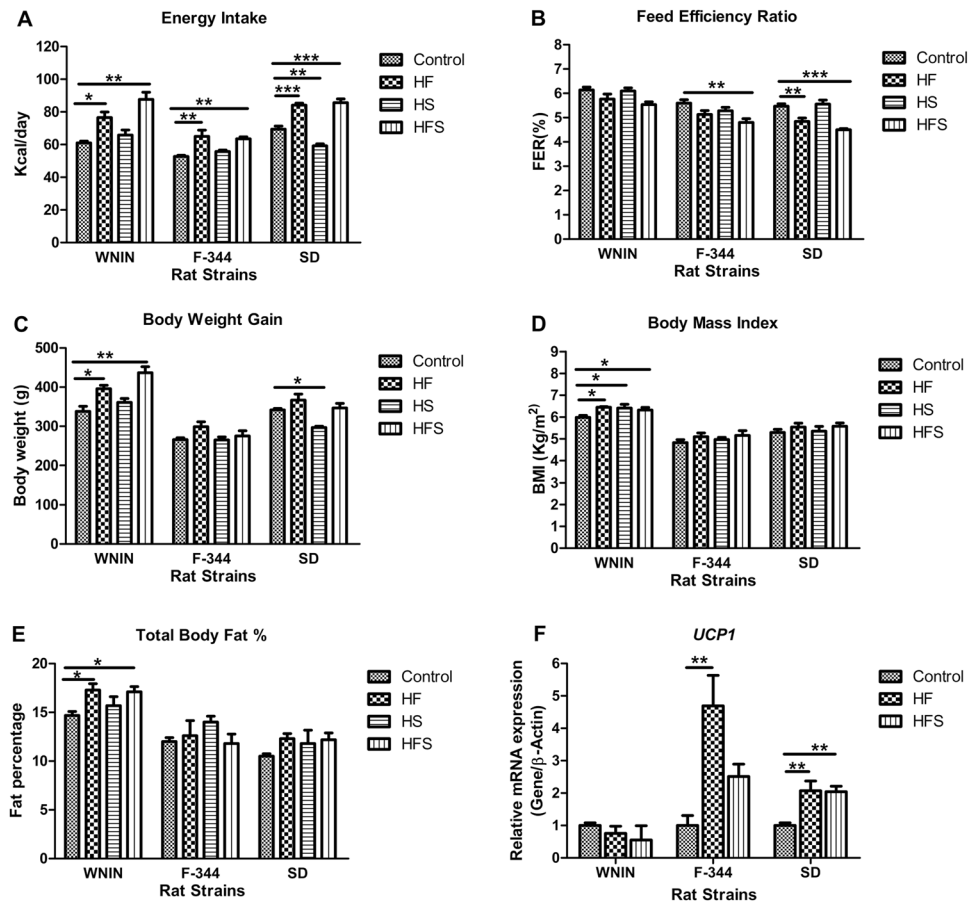 A
Energy Intake
Kcal/day
100
80
60
40
20
0
*
**
**
**
***
**
***
WNIN
F-344
SD
Rat Strains
Control
HF
HS
HFS
B
Feed Efficiency Ratio
FER(%)
8
7
6
5
4
3
2
1
0
**
**
***
WNIN
F-344
SD
Rat Strains
Control
HF
HS
HFS
C
Body Weight Gain
Body weight (g)
500
400
300
200
100
0
*
**
*
WNIN
F-344
SD
Rat Strains
Control
HF
HS
HFS
D
Body Mass Index
BMI (Kg/m²)
9
8
7
6
5
4
3
2
1
0
*
*
*
WNIN
F-344
SD
Rat Strains
Control
HF
HS
HFS
E
Total Body Fat %
Fat percentage
20
15
10
5
0
*
*
WNIN
F-344
SD
Rat Strains
Control
HF
HS
HFS
F
UCP1
Relative mRNA expression
(Gene/β-Actin)
6
5
4
3
2
1
0
**
**
**
WNIN
F-344
SD
Rat Strains
Control
HF
HFS